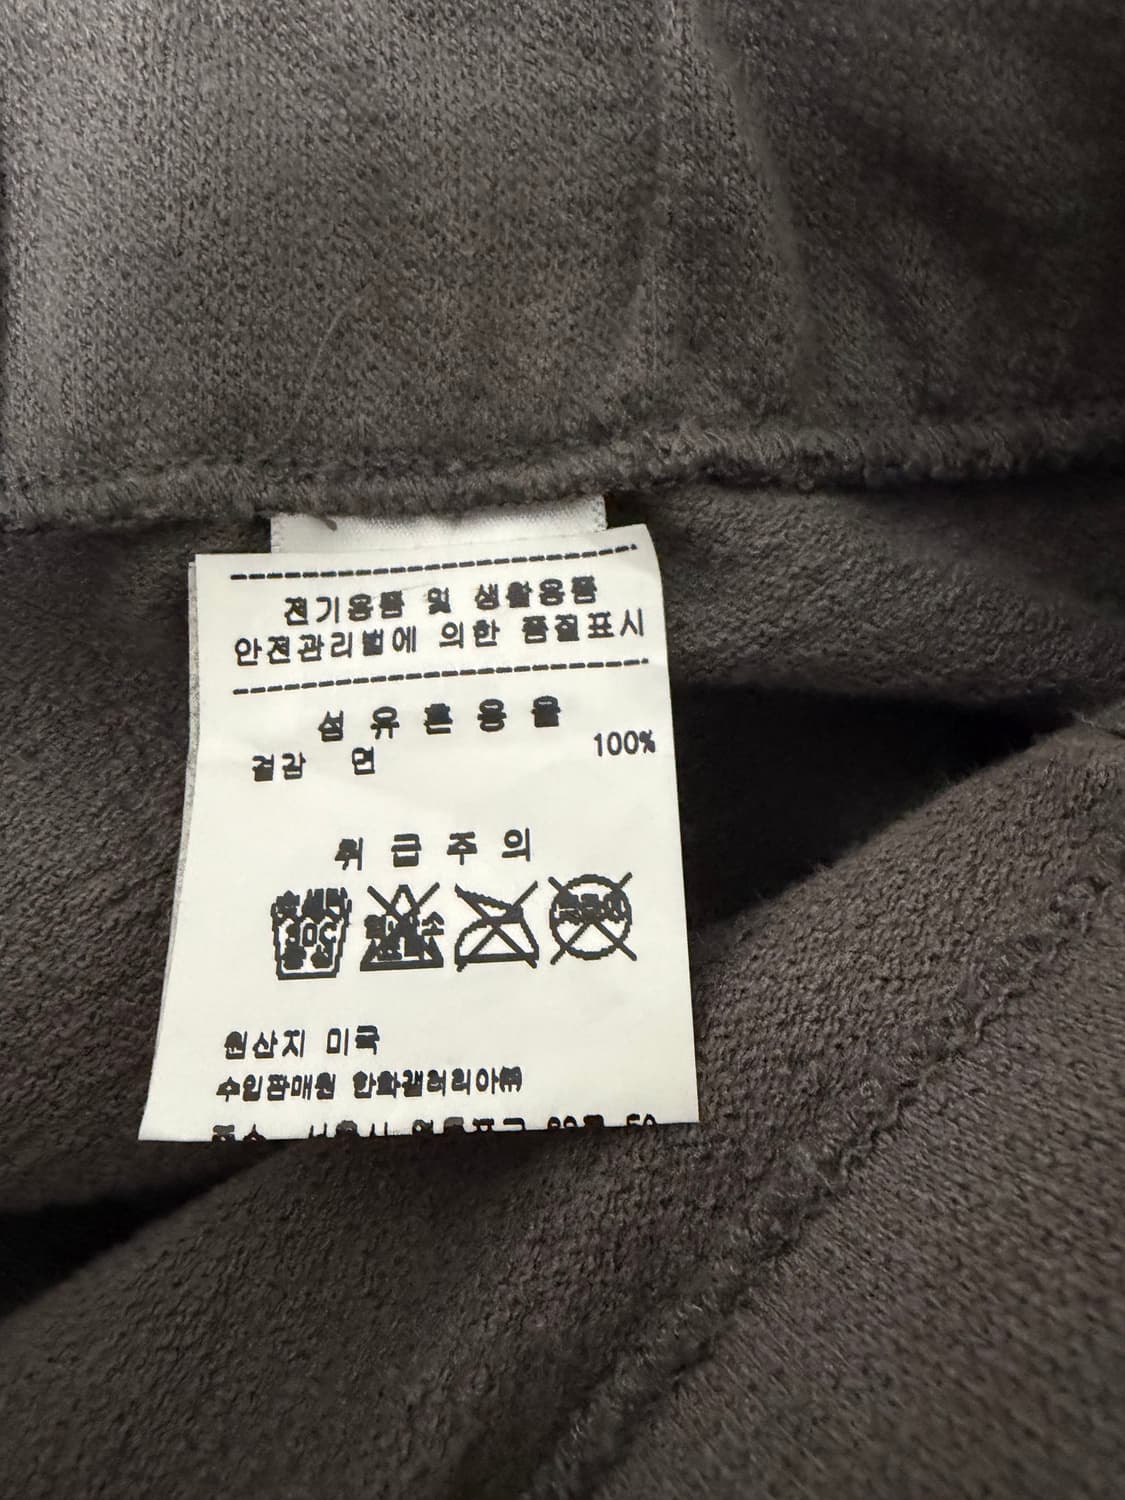 전기용품 및 생활용품
안전관리법에 의한 품질표시
섬 유 혼 용 율
겉감 면 100%
취 급 주 의
원산지 미국
수입판매원 한화갤러리아㈜